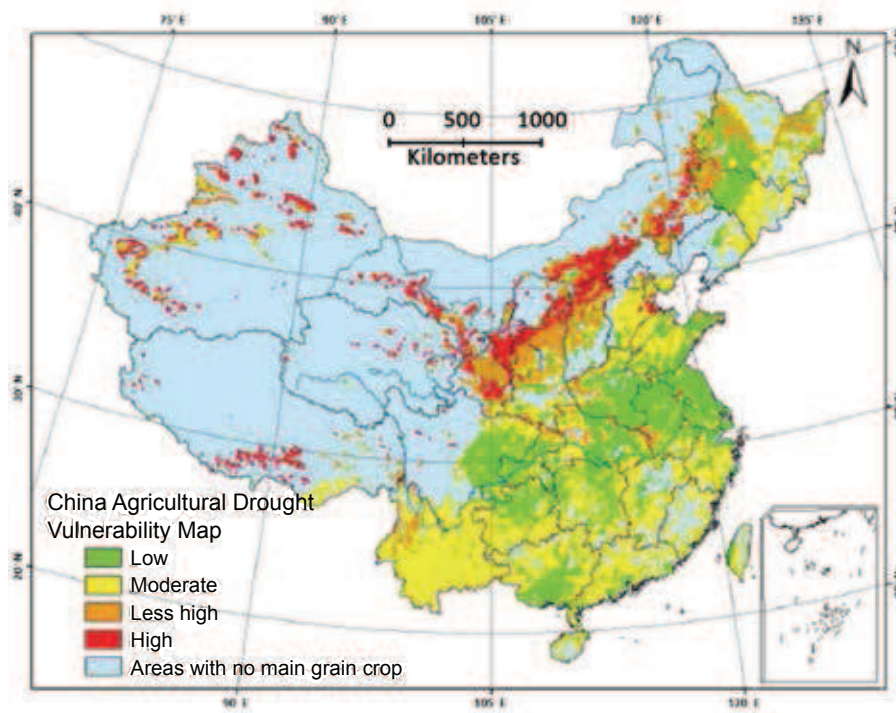 75° E
90° E
105° E
120° E
135° E
N
0 500 1000
Kilometers
40° N
30° N
20° N
China Agricultural Drought
Vulnerability Map
Low
Moderate
Less high
High
Areas with no main grain crop
90 E
105 E
120 E